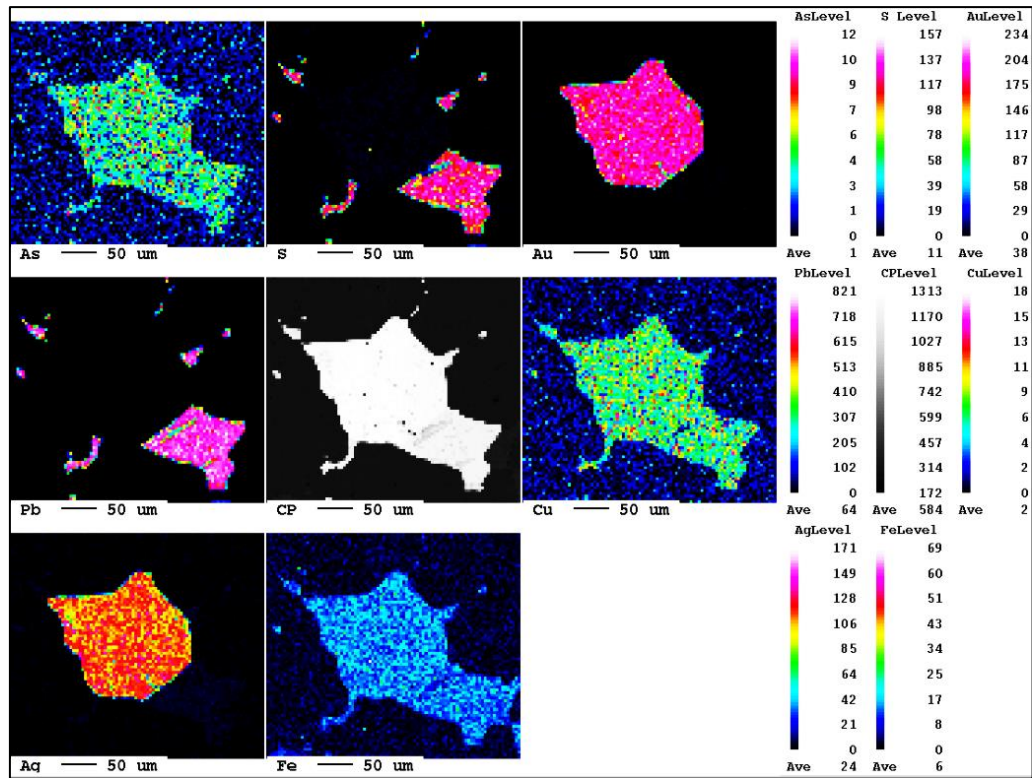 AsLevel S Level AuLevel
12 157 234
10 137 204
9 117 175
7 98 146
6 78 117
4 58 87
3 39 58
1 19 29
0 0 0
Ave 1 Ave 11 Ave 38
As 50 um S 50 um Au 50 um
PbLevel CPLevel CuLevel
821 1313 18
718 1170 15
615 1027 13
513 885 11
410 742 9
307 599 6
205 457 4
102 314 2
0 172 0
Ave 64 Ave 584 Ave 2
Pb 50 um CP 50 um Cu 50 um
AgLevel FeLevel
171 69
149 60
128 51
106 43
85 34
64 25
42 17
21 8
0 0
Ave 24 Ave 6
Ag 50 um Fe 50 um